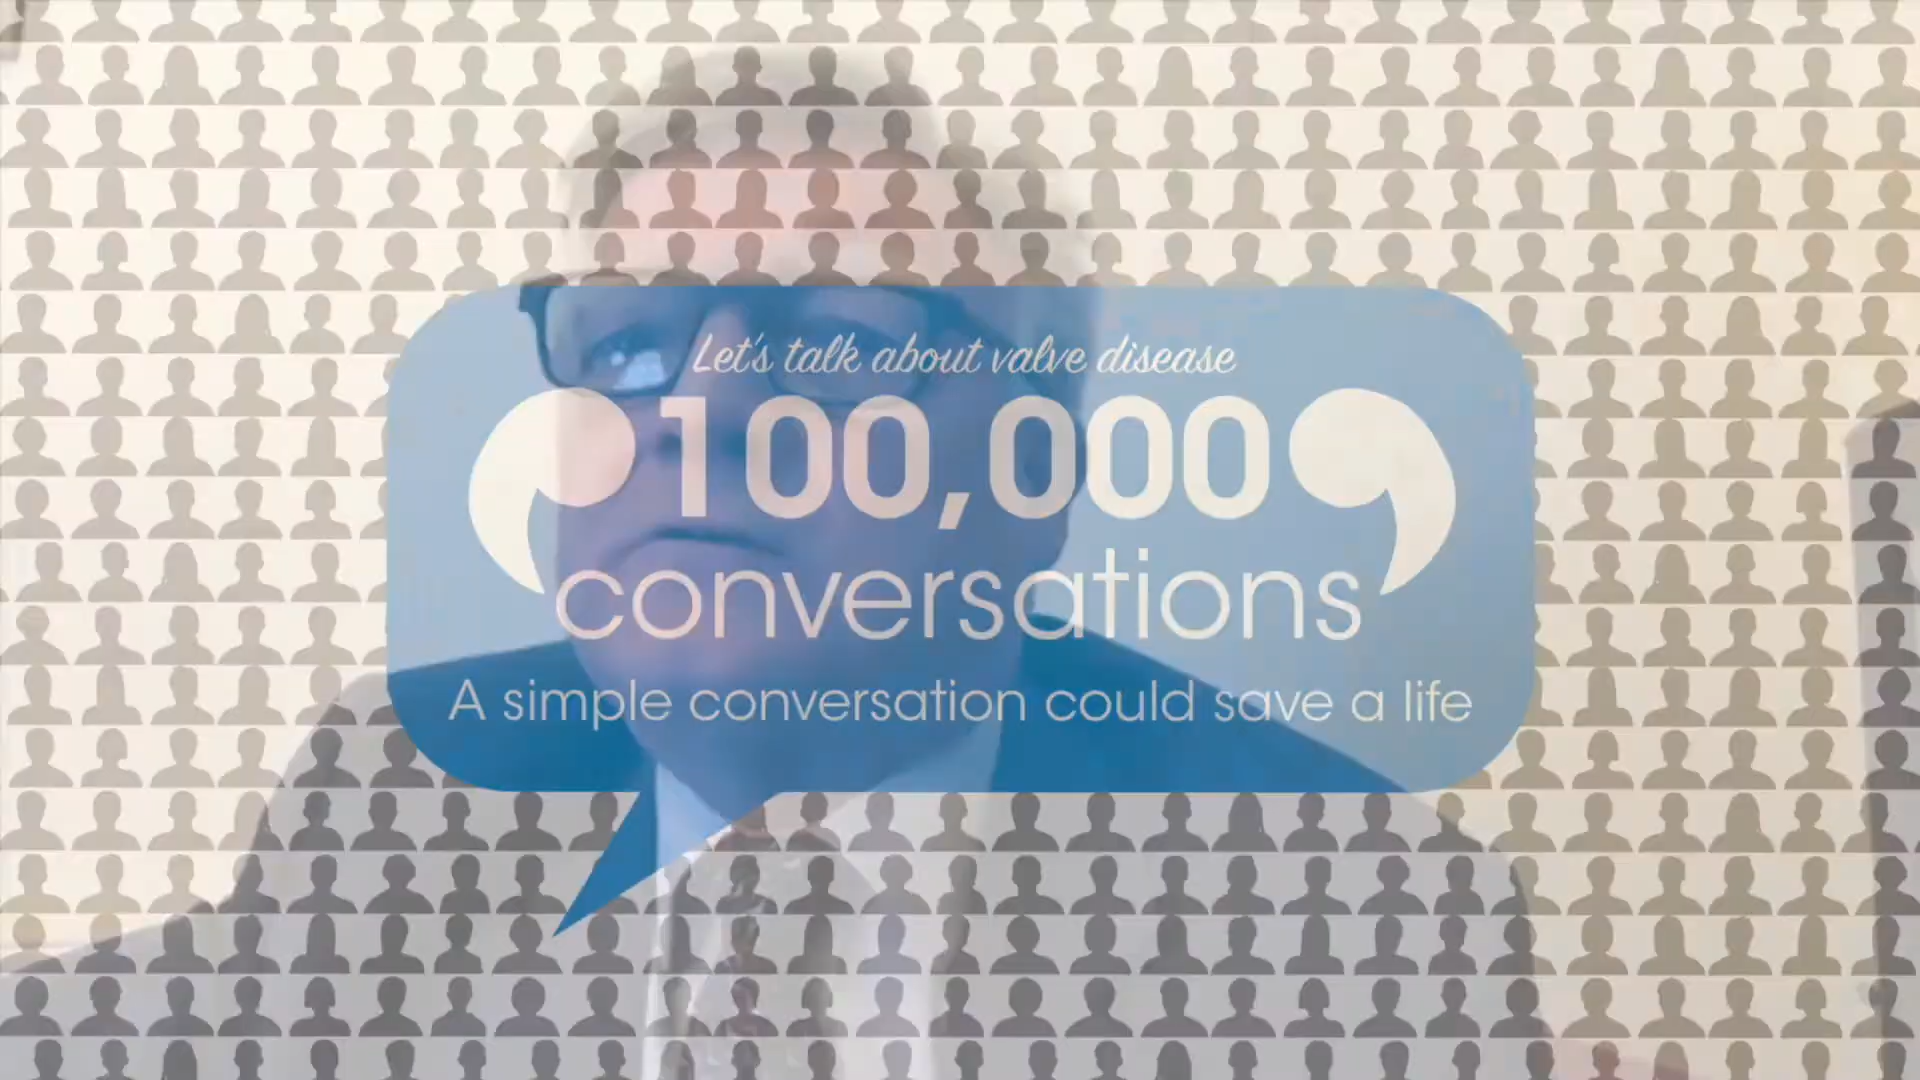 Let's talk about valve disease
100,000
conversations
A simple conversation could save a life